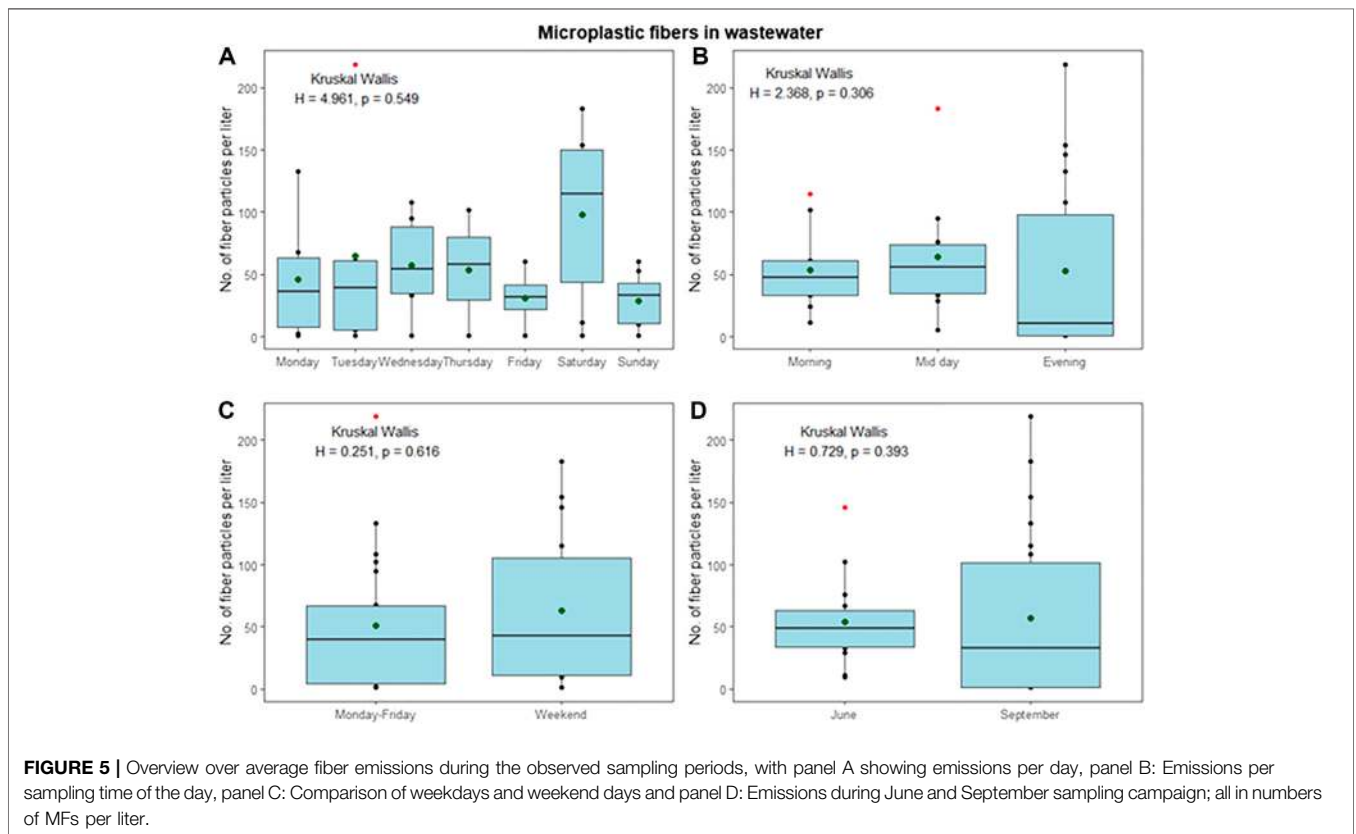 Microplastic fibers in wastewater
A
Kruskal Wallis
H = 4.961, p = 0.549
No. of fiber particles per liter
200
150
100
50
0
Monday Tuesday Wednesday Thursday Friday Saturday Sunday
B
Kruskal Wallis
H = 2.368, p = 0.306
No. of fiber particles per liter
200
150
100
50
0
Morning Mid day Evening
C
Kruskal Wallis
H = 0.251, p = 0.616
No. of fiber particles per liter
200
150
100
50
0
Monday-Friday Weekend
D
Kruskal Wallis
H = 0.729, p = 0.393
No. of fiber particles per liter
200
150
100
50
0
June September
FIGURE 5 | Overview over average fiber emissions during the observed sampling periods, with panel A showing emissions per day, panel B: Emissions per
sampling time of the day, panel C: Comparison of weekdays and weekend days and panel D: Emissions during June and September sampling campaign; all in numbers
of MFs per liter.